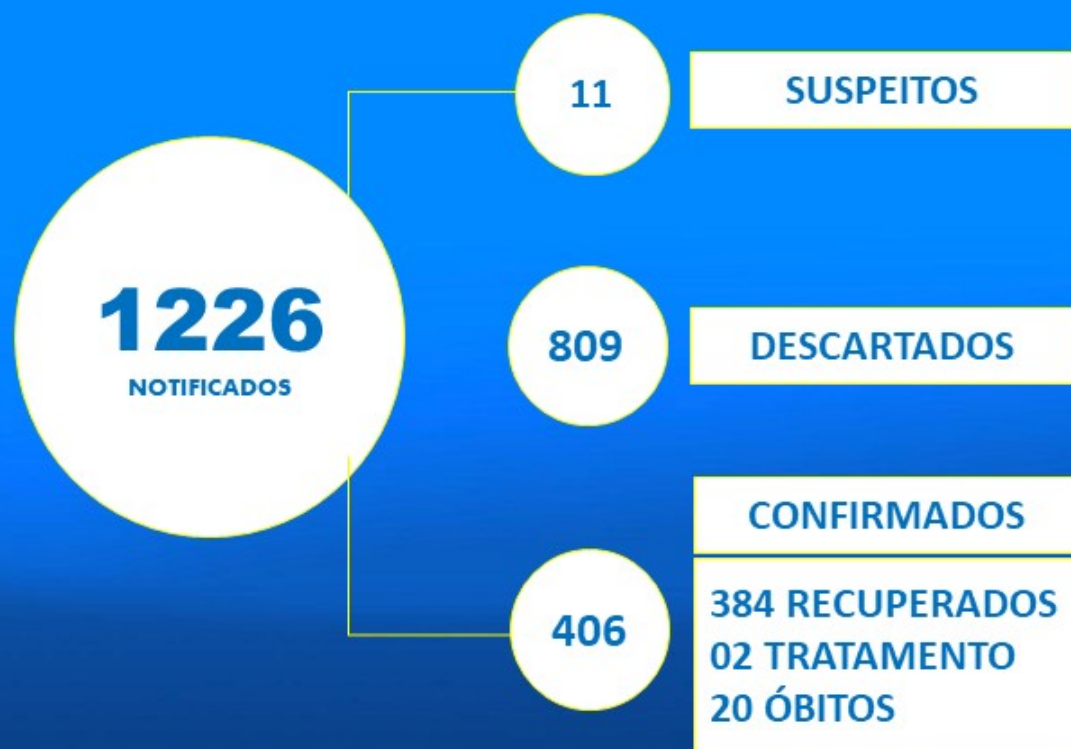 1226
NOTIFICADOS
11
SUSPEITOS
809
DESCARTADOS
406
CONFIRMADOS
384 RECUPERADOS
02 TRATAMENTO
20 ÓBITOS